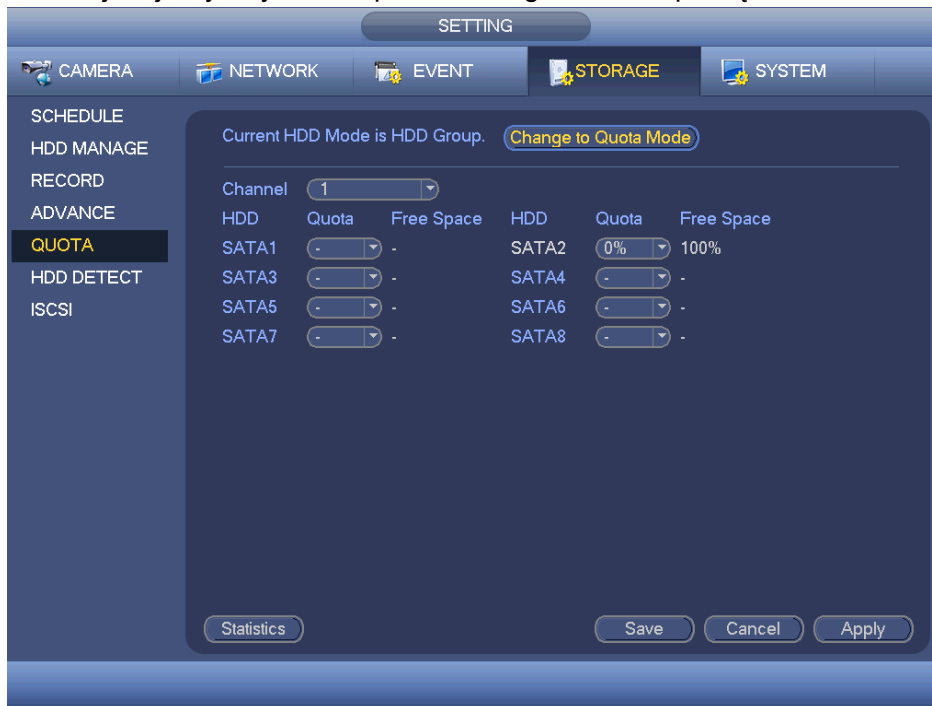 SETTING
CAMERA NETWORK EVENT STORAGE SYSTEM
SCHEDULE
HDD MANAGE
RECORD
ADVANCE
QUOTA
HDD DETECT
ISCSI
Current HDD Mode is HDD Group. Change to Quota Mode
Channel 1
HDD Quota Free Space HDD Quota Free Space
SATA1 - - SATA2 0% 100%
SATA3 - - SATA4 - -
SATA5 - - SATA6 - -
SATA7 - - SATA8 - -
Statistics Save Cancel Apply